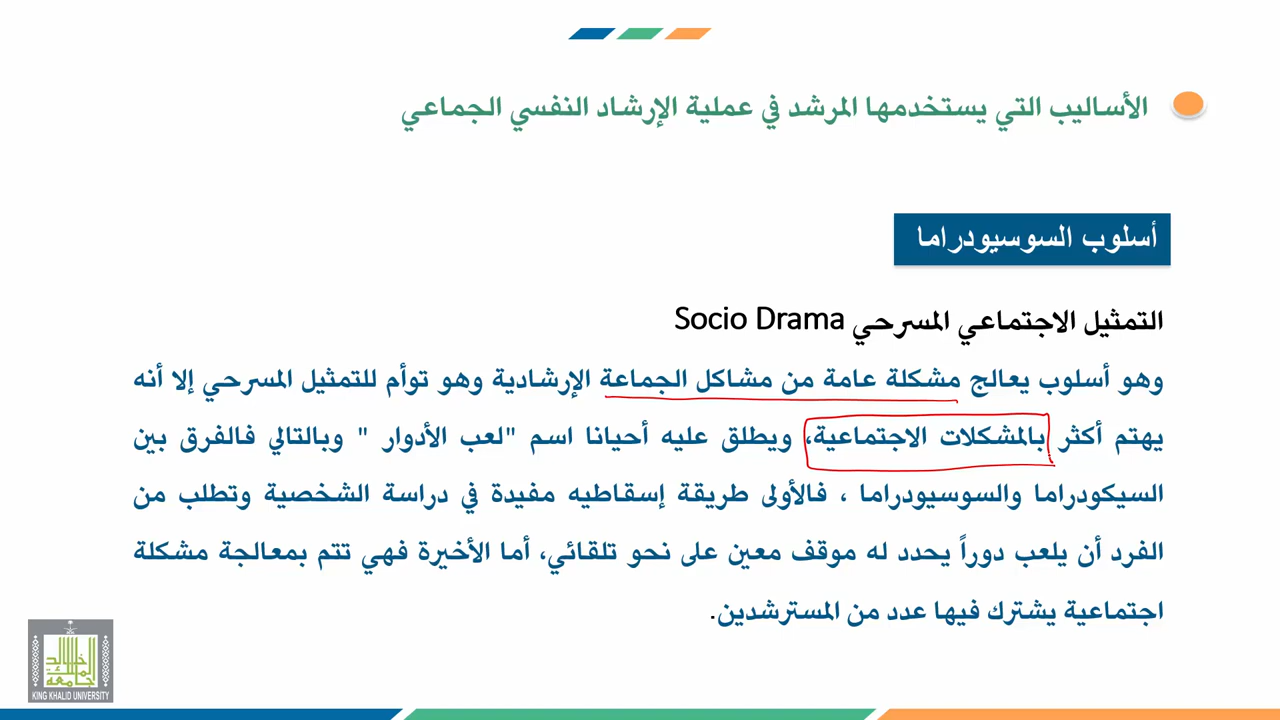 الأساليب التي يستخدمها المرشد في عملية الإرشاد النفسي الجماعي
أسلوب السوسيودراما
التمثيل الاجتماعي المسرحي Socio Drama
وهو أسلوب يعالج مشكلة عامة من مشاكل الجماعة الإرشادية وهو توأم للتمثيل المسرحي إلا أنه
يهتم أكثر بالمشكلات الاجتماعية، ويطلق عليه أحيانا اسم "لعب الأدوار " وبالتالي فالفرق بين
السيكودراما والسوسيودراما ، فالأولى طريقة إسقاطيه مفيدة في دراسة الشخصية وتطلب من
الفرد أن يلعب دوراً يحدد له موقف معين على نحو تلقائي، أما الأخيرة فهي تتم بمعالجة مشكلة
اجتماعية يشترك فيها عدد من المسترشدين.
جامعة الملك خالد
KING KHALID UNIVERSITY